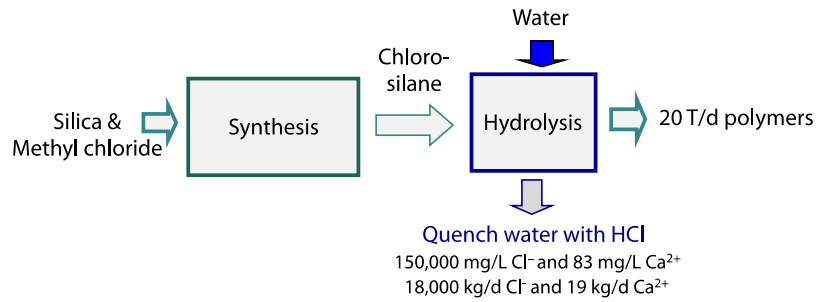 Water
Chloro-
silane
Silica &
Methyl chloride
Synthesis
Hydrolysis
20 T/d polymers
Quench water with HCl
150,000 mg/L Cl⁻ and 83 mg/L Ca²⁺
18,000 kg/d Cl⁻ and 19 kg/d Ca²⁺